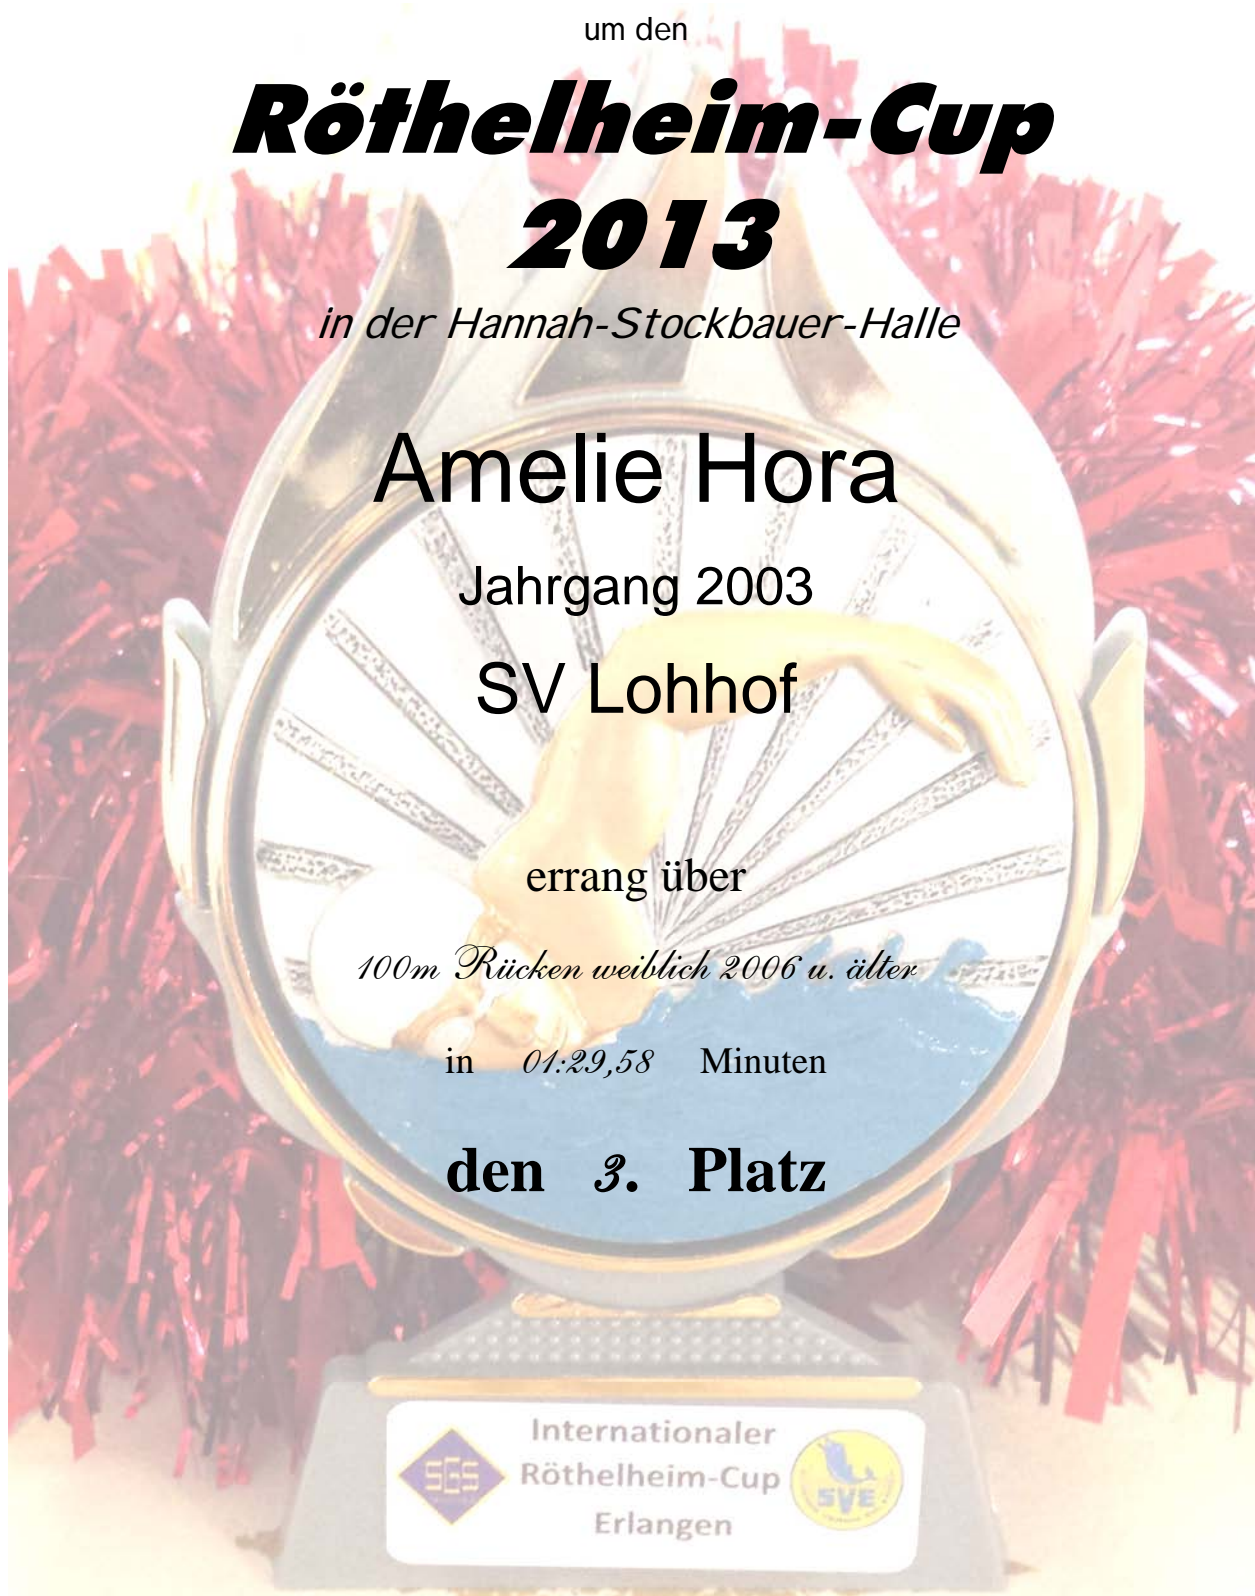 um den
Röthelheim-Cup
2013
in der Hannah-Stockbauer-Halle
Amelie Hora
Jahrgang 2003
SV Lohhof
errang über
100m Rücken weiblich 2006 u. älter
in 01:29,58 Minuten
den 3. Platz
Internationaler
SGS Röthelheim-Cup SVE
Erlangen